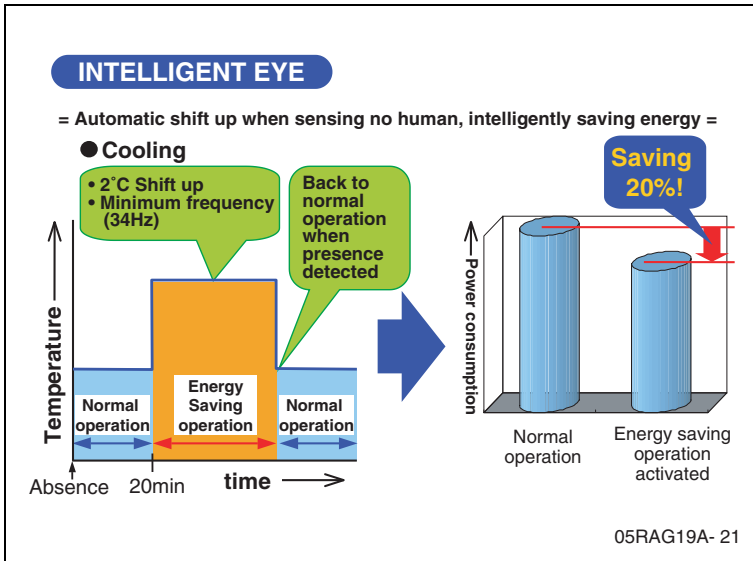 INTELLIGENT EYE
= Automatic shift up when sensing no human, intelligently saving energy =
● Cooling
• 2˚C Shift up
• Minimum frequency
(34Hz)
Back to
normal
operation
when
presence
detected
Saving
20%!
Temperature
Normal
operation
Energy
Saving
operation
Normal
operation
Absence
20min
time
Power consumption
Normal
operation
Energy saving
operation
activated
05RAG19A- 21